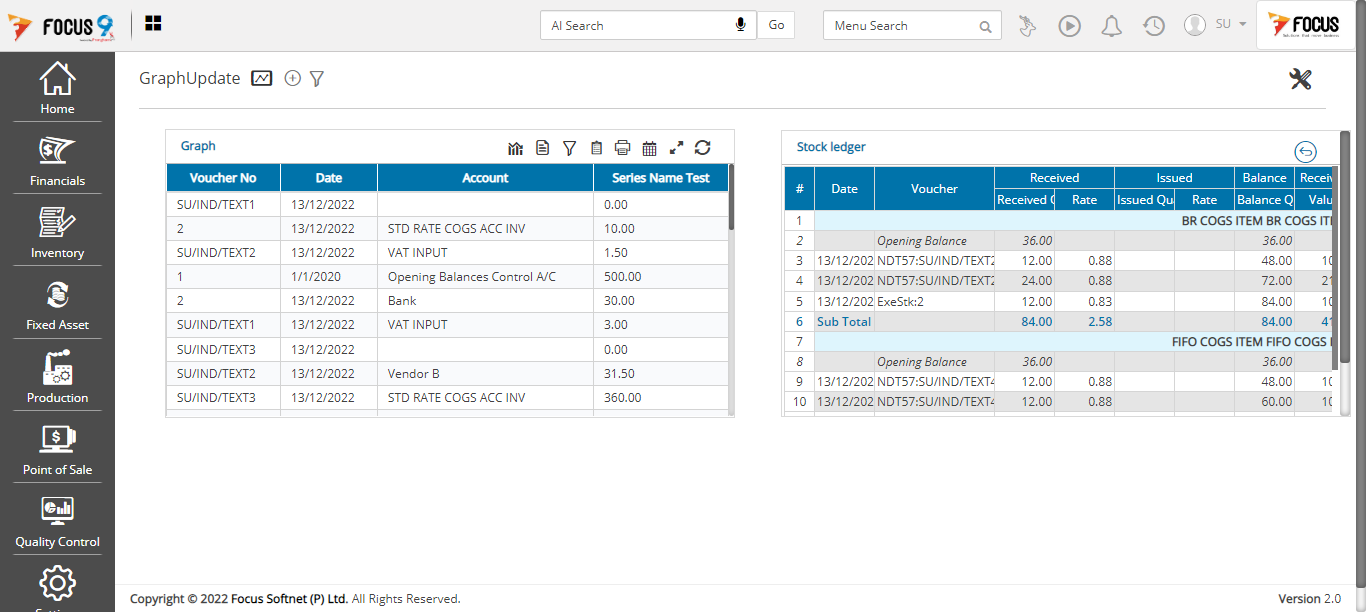 FOCUS 9
AI Search
Go
Menu Search
SU
FOCUS
Home
Financials
Inventory
Fixed Asset
Production
Point of Sale
Quality Control
GraphUpdate
Graph
Voucher No Date Account Series Name Test
SU/IND/TEXT1 13/12/2022 0.00
2 13/12/2022 STD RATE COGS ACC INV 10.00
SU/IND/TEXT2 13/12/2022 VAT INPUT 1.50
1 1/1/2020 Opening Balances Control A/C 500.00
2 13/12/2022 Bank 30.00
SU/IND/TEXT1 13/12/2022 VAT INPUT 3.00
SU/IND/TEXT3 13/12/2022 0.00
SU/IND/TEXT2 13/12/2022 Vendor B 31.50
SU/IND/TEXT3 13/12/2022 STD RATE COGS ACC INV 360.00
Stock ledger
# Date Voucher Received Issued Balance Receiv
Received Q Rate Issued Qu Rate Balance Q Valu
1 BR COGS ITEM BR COGS ITE
2 Opening Balance 36.00 36.00
3 13/12/202 NDT57:SU/IND/TEXT2 12.00 0.88 48.00 10
4 13/12/202 NDT57:SU/IND/TEXT2 24.00 0.88 72.00 21
5 13/12/202 ExeStk:2 12.00 0.83 84.00 10
6 Sub Total 84.00 2.58 84.00 41
7 FIFO COGS ITEM FIFO COGS I
8 Opening Balance 36.00 36.00
9 13/12/202 NDT57:SU/IND/TEXT4 12.00 0.88 48.00 10
10 13/12/202 NDT57:SU/IND/TEXT4 12.00 0.88 60.00 10
Copyright © 2022 Focus Softnet (P) Ltd. All Rights Reserved.
Version 2.0